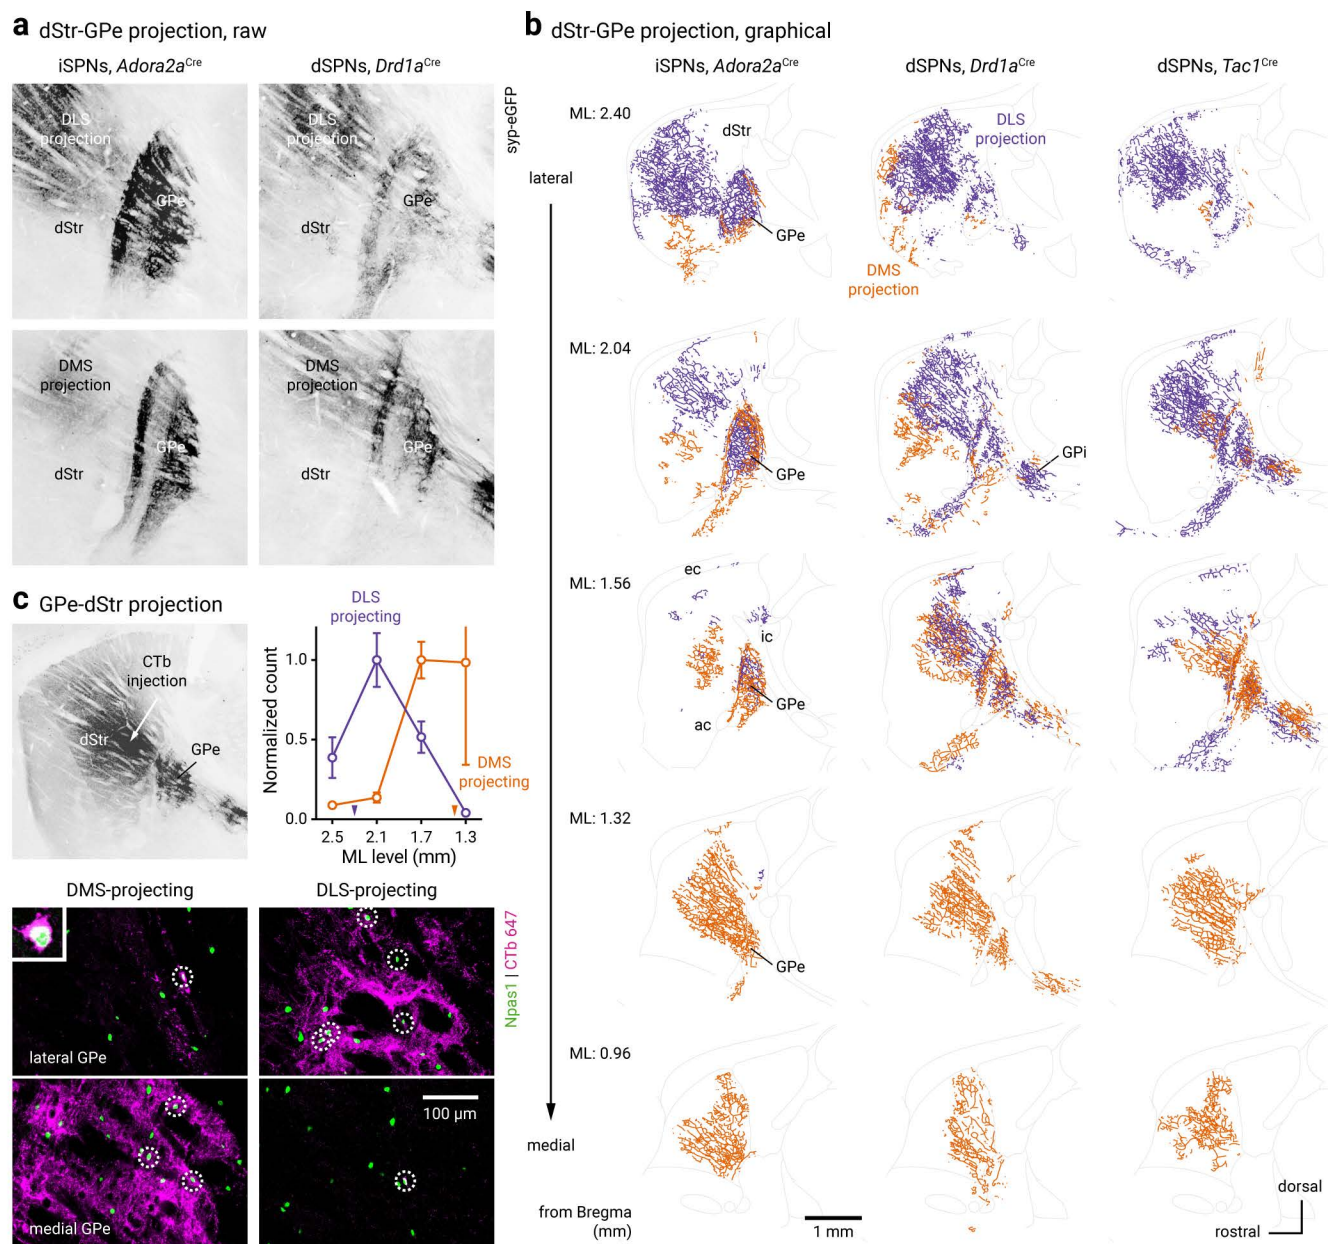 a dStr-GPe projection, raw
iSPNs, Adora2aCre
dSPNs, Drd1aCre
DLS
projection
GPe
dStr
DLS
projection
GPe
dStr
syp-eGFP
DMS
projection
GPe
dStr
DMS
projection
GPe
dStr
b dStr-GPe projection, graphical
iSPNs, Adora2aCre
dSPNs, Drd1aCre
dSPNs, Tac1Cre
ML: 2.40
dStr
DLS
projection
lateral
GPe
DMS
projection
ML: 2.04
GPe
GPi
ML: 1.56
ec
ic
GPe
ac
ML: 1.32
GPe
ML: 0.96
medial
from Bregma
(mm)
1 mm
dorsal
rostral
c GPe-dStr projection
CTb
injection
dStr
GPe
DLS
projecting
Normalized count
1.0
0.5
0.0
DMS
projecting
2.5
2.1
1.7
1.3
ML level (mm)
DMS-projecting
DLS-projecting
lateral GPe
medial GPe
100 µm
Npas1 | CTb 647